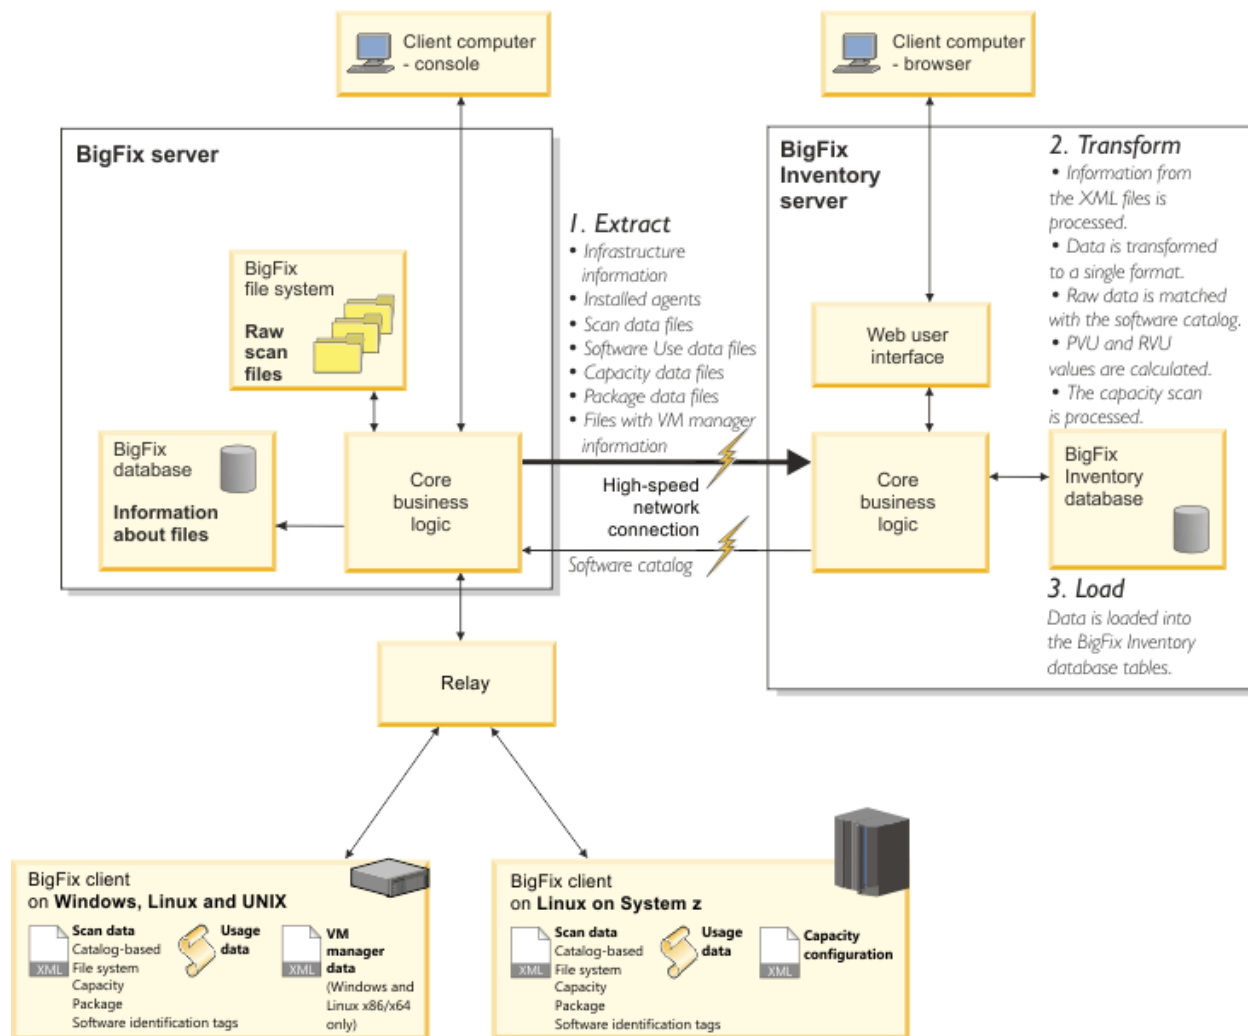 Client computer
- console
Client computer
- browser
BigFix server
BigFix
file system
Raw
scan
files
BigFix
database
Information
about files
Core
business
logic
1. Extract
• Infrastructure
information
• Installed agents
• Scan data files
• Software Use data files
• Capacity data files
• Package data files
• Files with VM manager
information
High-speed
network
connection
Software catalog
BigFix
Inventory
server
Web user
interface
Core
business
logic
2. Transform
• Information from
the XML files is
processed.
• Data is transformed
to a single format.
• Raw data is matched
with the software catalog.
• PVU and RVU
values are calculated.
• The capacity scan
is processed.
BigFix
Inventory
database
3. Load
Data is loaded into
the BigFix Inventory
database tables.
Relay
BigFix client
on Windows, Linux and UNIX
XML
Scan data
Catalog-based
File system
Capacity
Package
Software identification tags
Usage
data
XML
VM
manager
data
(Windows and
Linux x86/x64
only)
BigFix client
on Linux on System z
XML
Scan data
Catalog-based
File system
Capacity
Package
Software identification tags
Usage
data
XML
Capacity
configuration